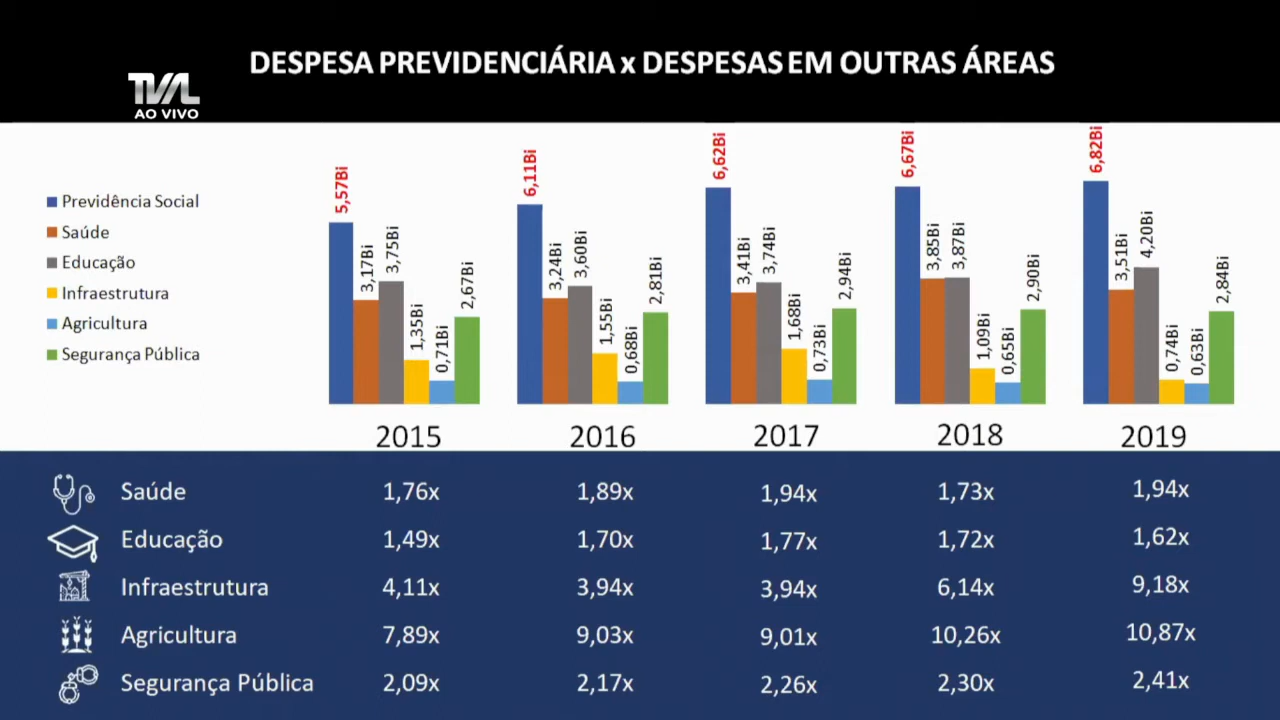 DESPESA PREVIDENCIÁRIA x DESPESAS EM OUTRAS ÁREAS
TVAL
AO VIVO
Previdência Social
Saúde
Educação
Infraestrutura
Agricultura
Segurança Pública
5,57Bi 3,17Bi 3,75Bi 1,35Bi 0,71Bi 2,67Bi
6,11Bi 3,24Bi 3,60Bi 1,55Bi 0,68Bi 2,81Bi
6,62Bi 3,41Bi 3,74Bi 1,68Bi 0,73Bi 2,94Bi
6,67Bi 3,85Bi 3,87Bi 1,09Bi 0,65Bi 2,90Bi
6,82Bi 3,51Bi 4,20Bi 0,74Bi 0,63Bi 2,84Bi
2015 2016 2017 2018 2019
Saúde 1,76x 1,89x 1,94x 1,73x 1,94x
Educação 1,49x 1,70x 1,77x 1,72x 1,62x
Infraestrutura 4,11x 3,94x 3,94x 6,14x 9,18x
Agricultura 7,89x 9,03x 9,01x 10,26x 10,87x
Segurança Pública 2,09x 2,17x 2,26x 2,30x 2,41x